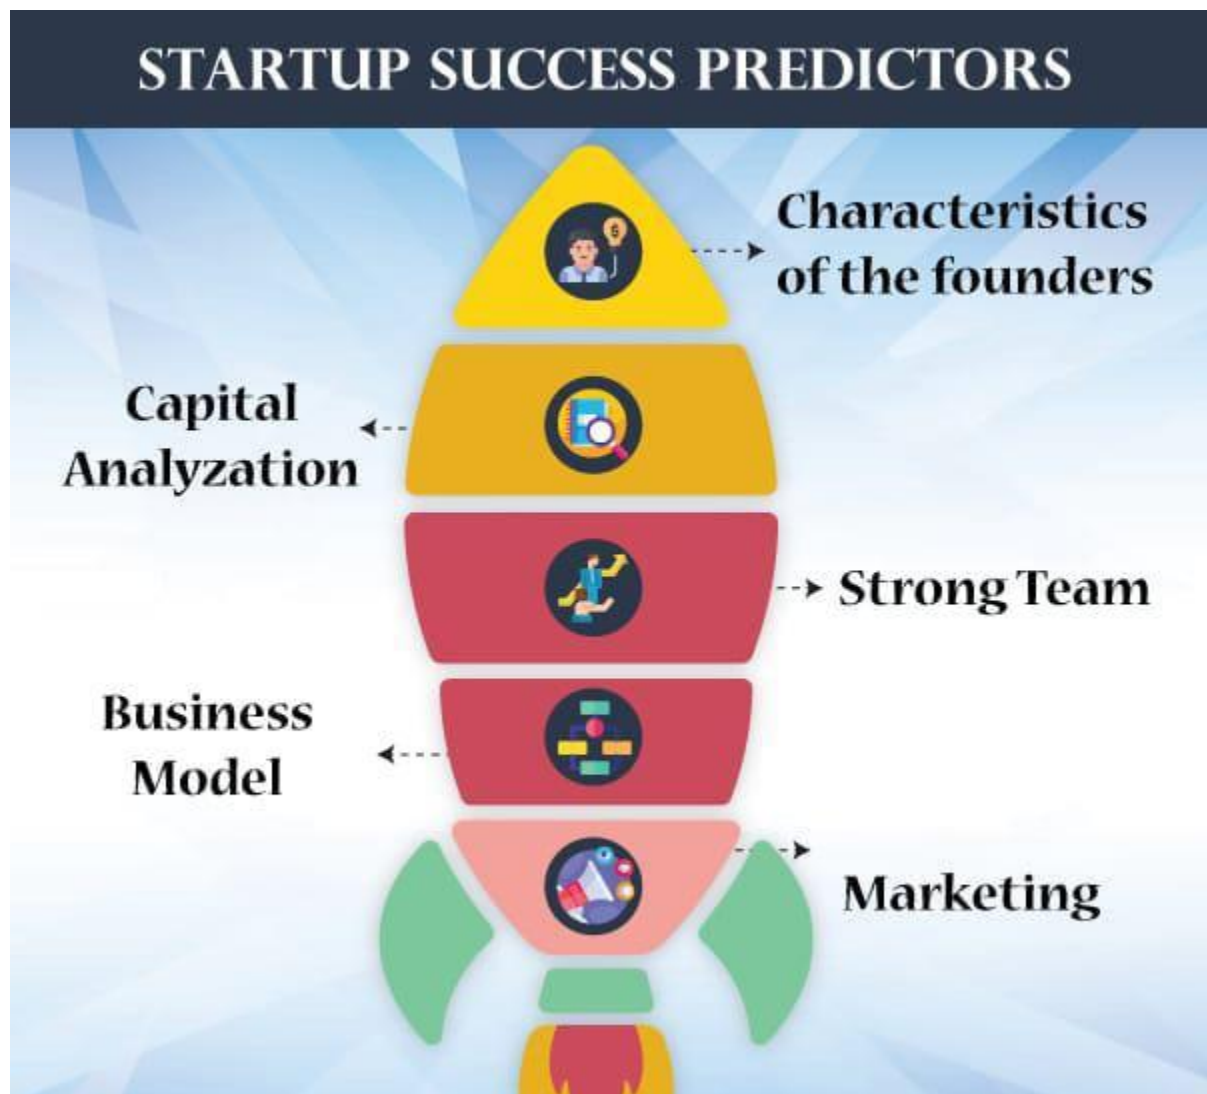 STARTUP SUCCESS PREDICTORS
Characteristics
of the founders
Capital
Analyzation
Strong Team
Business
Model
Marketing